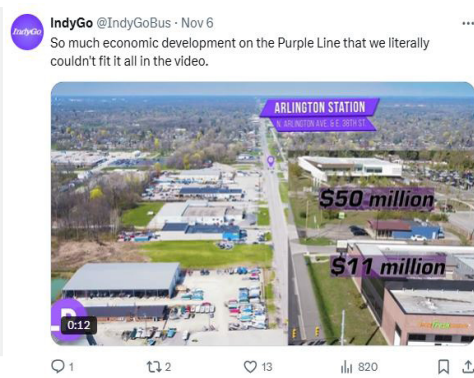 IndyGo
IndyGo @IndyGoBus · Nov 6
So much economic development on the Purple Line that we literally
couldn't fit it all in the video.
ARLINGTON STATION
N. ARLINGTON AVE. & E. 38TH ST.
$50 million
$11 million
0:12
1 2 13 820